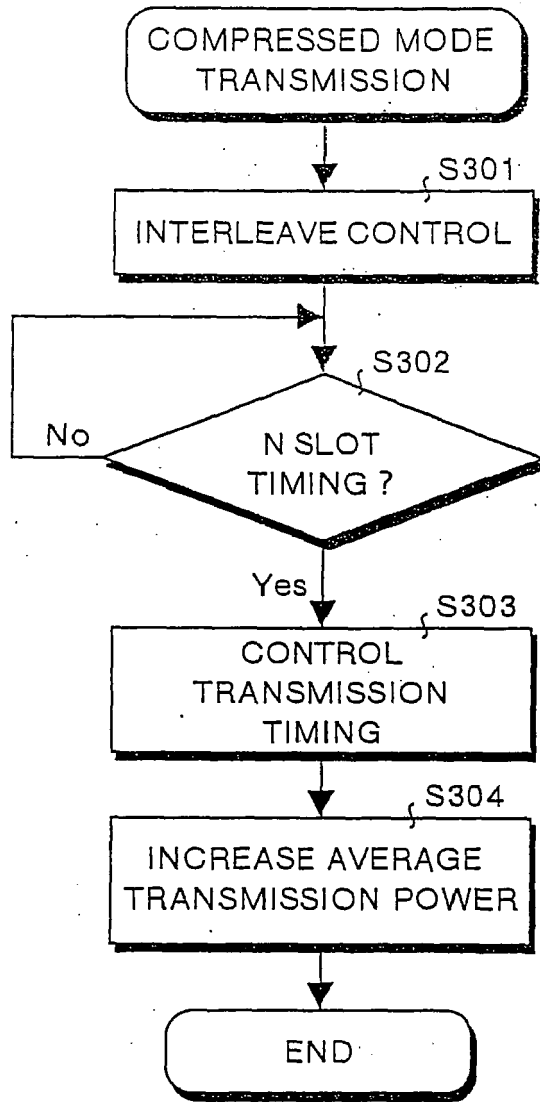 COMPRESSED MODE
TRANSMISSION
S301
INTERLEAVE CONTROL
S302
No
N SLOT
TIMING ?
Yes
S303
CONTROL
TRANSMISSION
TIMING
S304
INCREASE AVERAGE
TRANSMISSION POWER
END